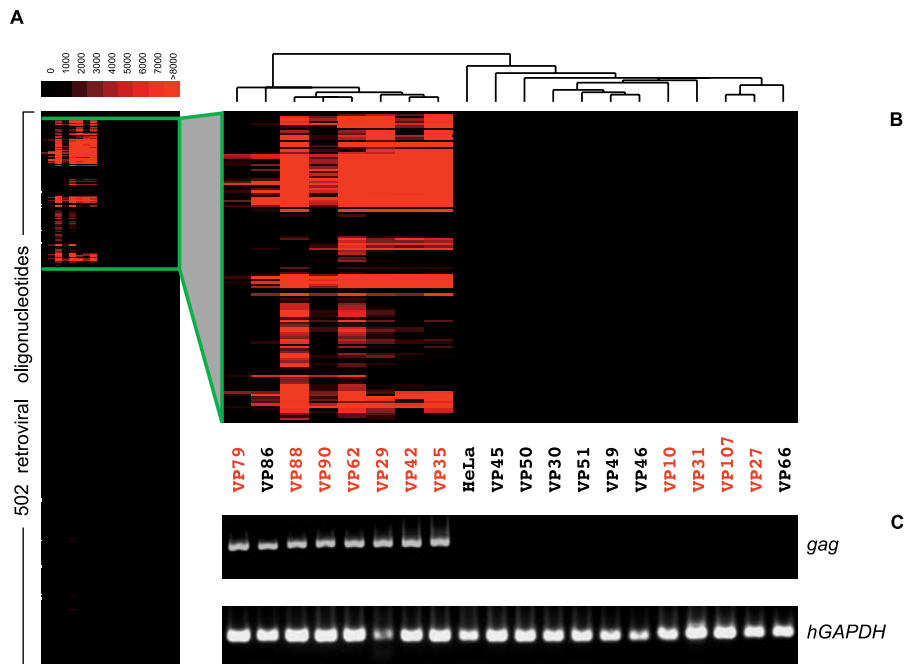 A
0
1000
2000
3000
4000
5000
6000
7000
>8000
B
502 retroviral oligonucleotides
VP79
VP86
VP88
VP90
VP62
VP29
VP42
VP35
HeLa
VP45
VP50
VP30
VP51
VP49
VP46
VP10
VP31
VP107
VP27
VP66
C
gag
hGAPDH